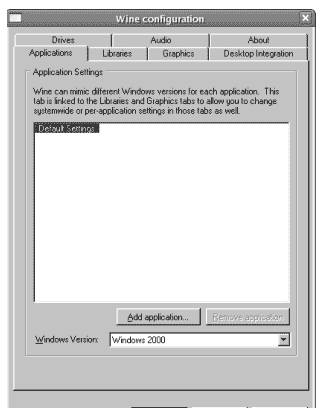 Wine configuration
Drives Audio About
Applications Libraries Graphics Desktop Integration
Application Settings
Wine can mimic different Windows versions for each application. This
tab is linked to the Libraries and Graphics tabs to allow you to change
systemwide or per-application settings in those tabs as well.
Default Settings
Add application... Remove application
Windows Version: Windows 2000